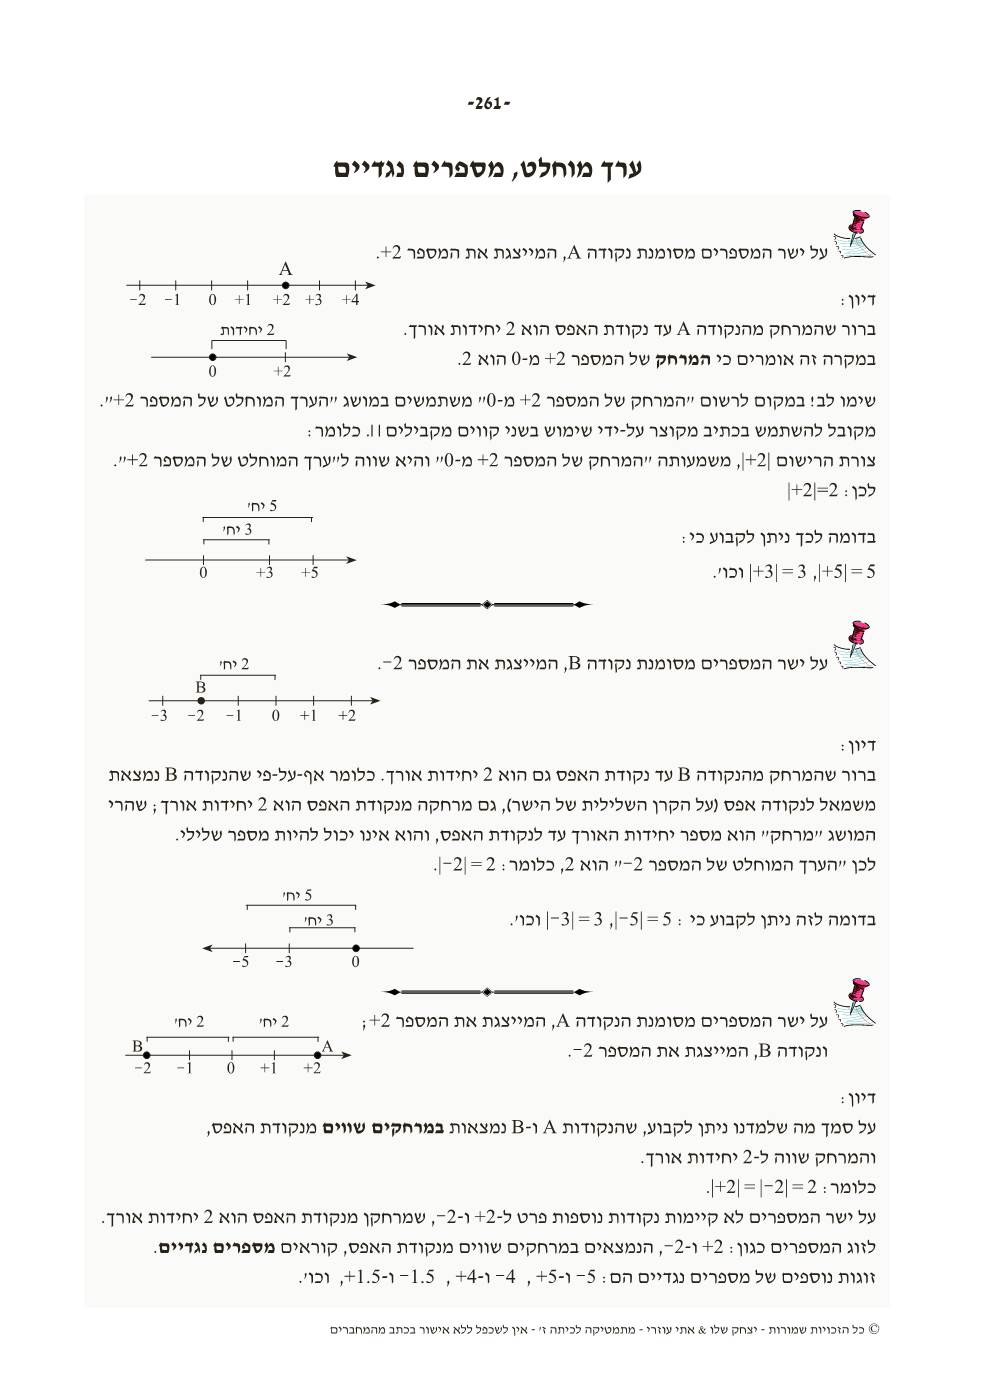 -261-
ערך מוחלט, מספרים נגדיים
על ישר המספרים מסומנת נקודה A, המייצגת את המספר 2+.
A
−2 −1 0 +1 +2 +3 +4
דיון:
ברור שהמרחק מהנקודה A עד נקודת האפס הוא 2 יחידות אורך.
2 יחידות
במקרה זה אומרים כי המרחק של המספר 2+ מ-0 הוא 2.
0 +2
שימו לב! במקום לרשום ״המרחק של המספר 2+ מ-0״ משתמשים במושג ״הערך המוחלט של המספר 2+״.
מקובל להשתמש בכתיב מקוצר על-ידי שימוש בשני קווים מקבילים | |. כלומר:
צורת הרישום |+2|, משמעותה ״המרחק של המספר 2+ מ-0״ והיא שווה ל״ערך המוחלט של המספר 2+״.
לכן: |+2|=2
5 יח׳
3 יח׳
0 +3 +5
בדומה לכך ניתן לקבוע כי:
|+5| = 5, |+3| = 3 וכו׳.
על ישר המספרים מסומנת נקודה B, המייצגת את המספר 2−.
2 יח׳
B
−3 −2 −1 0 +1 +2
דיון:
ברור שהמרחק מהנקודה B עד נקודת האפס גם הוא 2 יחידות אורך. כלומר אף-על-פי שהנקודה B נמצאת
משמאל לנקודה אפס (על הקרן השלילית של הישר), גם מרחקה מנקודת האפס הוא 2 יחידות אורך; שהרי
המושג ״מרחק״ הוא מספר יחידות האורך עד לנקודת האפס, והוא אינו יכול להיות מספר שלילי.
לכן ״הערך המוחלט של המספר 2−״ הוא 2, כלומר: |−2| = 2.
5 יח׳
3 יח׳
−5 −3 0
בדומה לזה ניתן לקבוע כי: |−5| = 5, |−3| = 3 וכו׳.
על ישר המספרים מסומנת הנקודה A, המייצגת את המספר 2+;
ונקודה B, המייצגת את המספר 2−.
2 יח׳ 2 יח׳
B A
−2 −1 0 +1 +2
דיון:
על סמך מה שלמדנו ניתן לקבוע, שהנקודות A ו-B נמצאות במרחקים שווים מנקודת האפס,
והמרחק שווה ל-2 יחידות אורך.
כלומר: |+2| = |−2| = 2.
על ישר המספרים לא קיימות נקודות נוספות פרט ל-2+ ו-2−, שמרחקן מנקודת האפס הוא 2 יחידות אורך.
לזוג המספרים כגון: 2+ ו-2−, הנמצאים במרחקים שווים מנקודת האפס, קוראים מספרים נגדיים.
זוגות נוספים של מספרים נגדיים הם: 5− ו-5+ , 4− ו-4+ , 1.5− ו-1.5+, וכו׳.
© כל הזכויות שמורות - יצחק שלו & אתי עוזרי - מתמטיקה לכיתה ז׳ - אין לשכפל ללא אישור בכתב מהמחברים